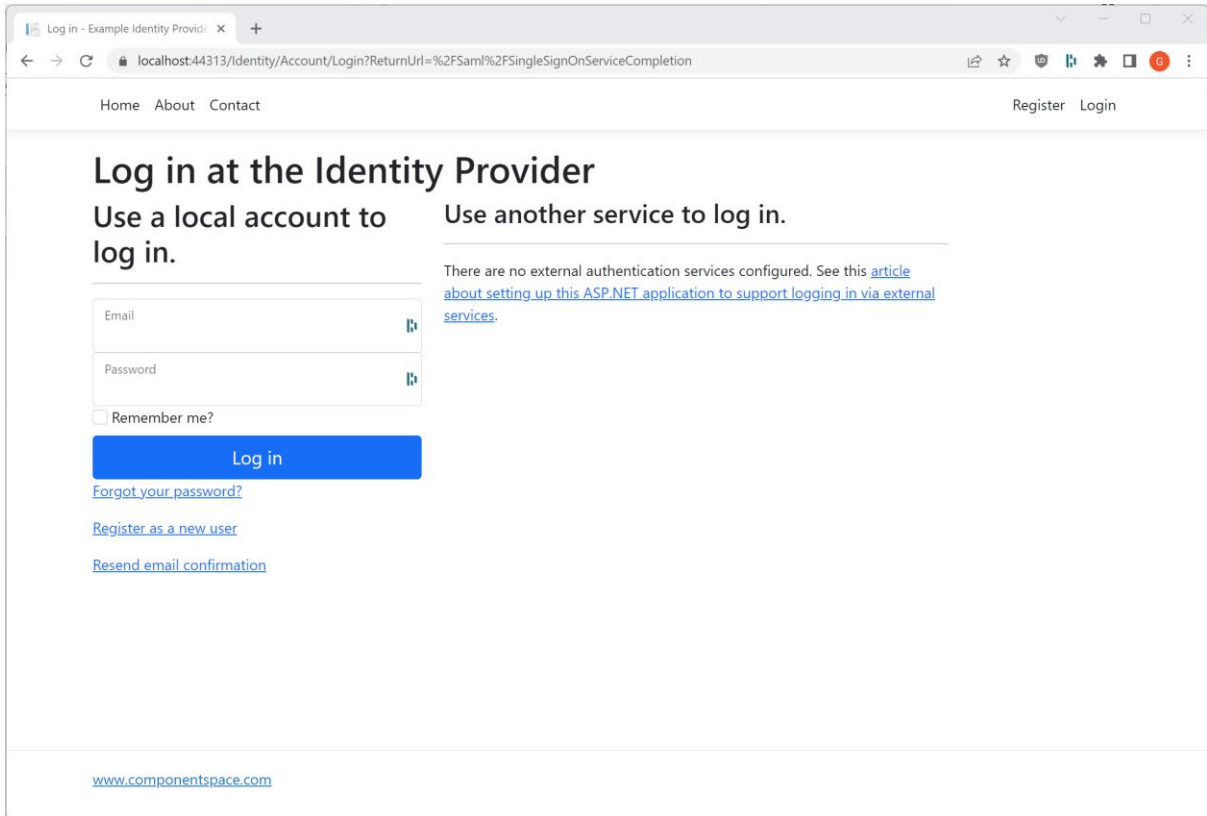 Log in - Example Identity Provide
localhost:44313/Identity/Account/Login?ReturnUrl=%2FSaml%2FSingleSignOnServiceCompletion
G
Home About Contact
Register Login
Log in at the Identity Provider
Use a local account to
log in.
Email
Password
Remember me?
Log in
Forgot your password?
Register as a new user
Resend email confirmation
Use another service to log in.
There are no external authentication services configured. See this article
about setting up this ASP.NET application to support logging in via external
services.
www.componentspace.com